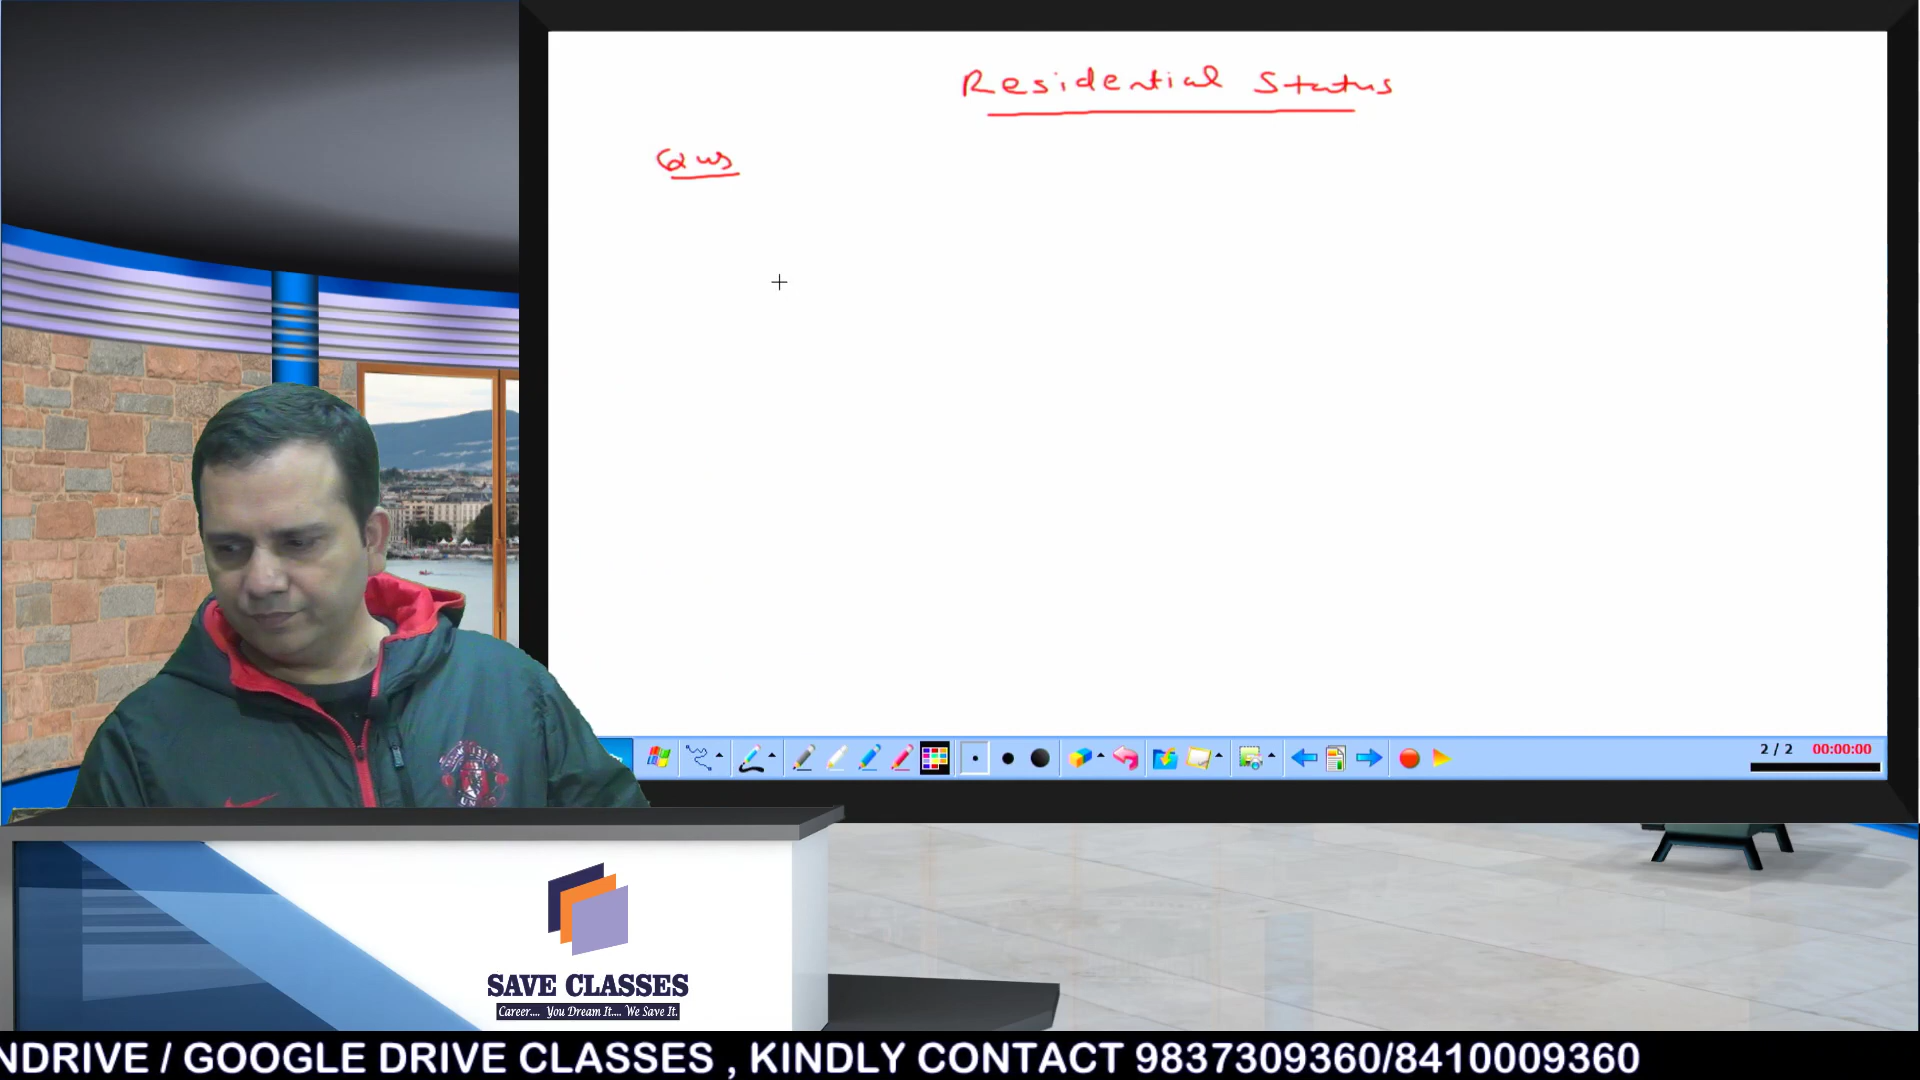 Residential Status
Qus
2 / 2 00:00:00
SAVE CLASSES
Career.... You Dream It.... We Save It.
NDRIVE / GOOGLE DRIVE CLASSES , KINDLY CONTACT 9837309360/8410009360